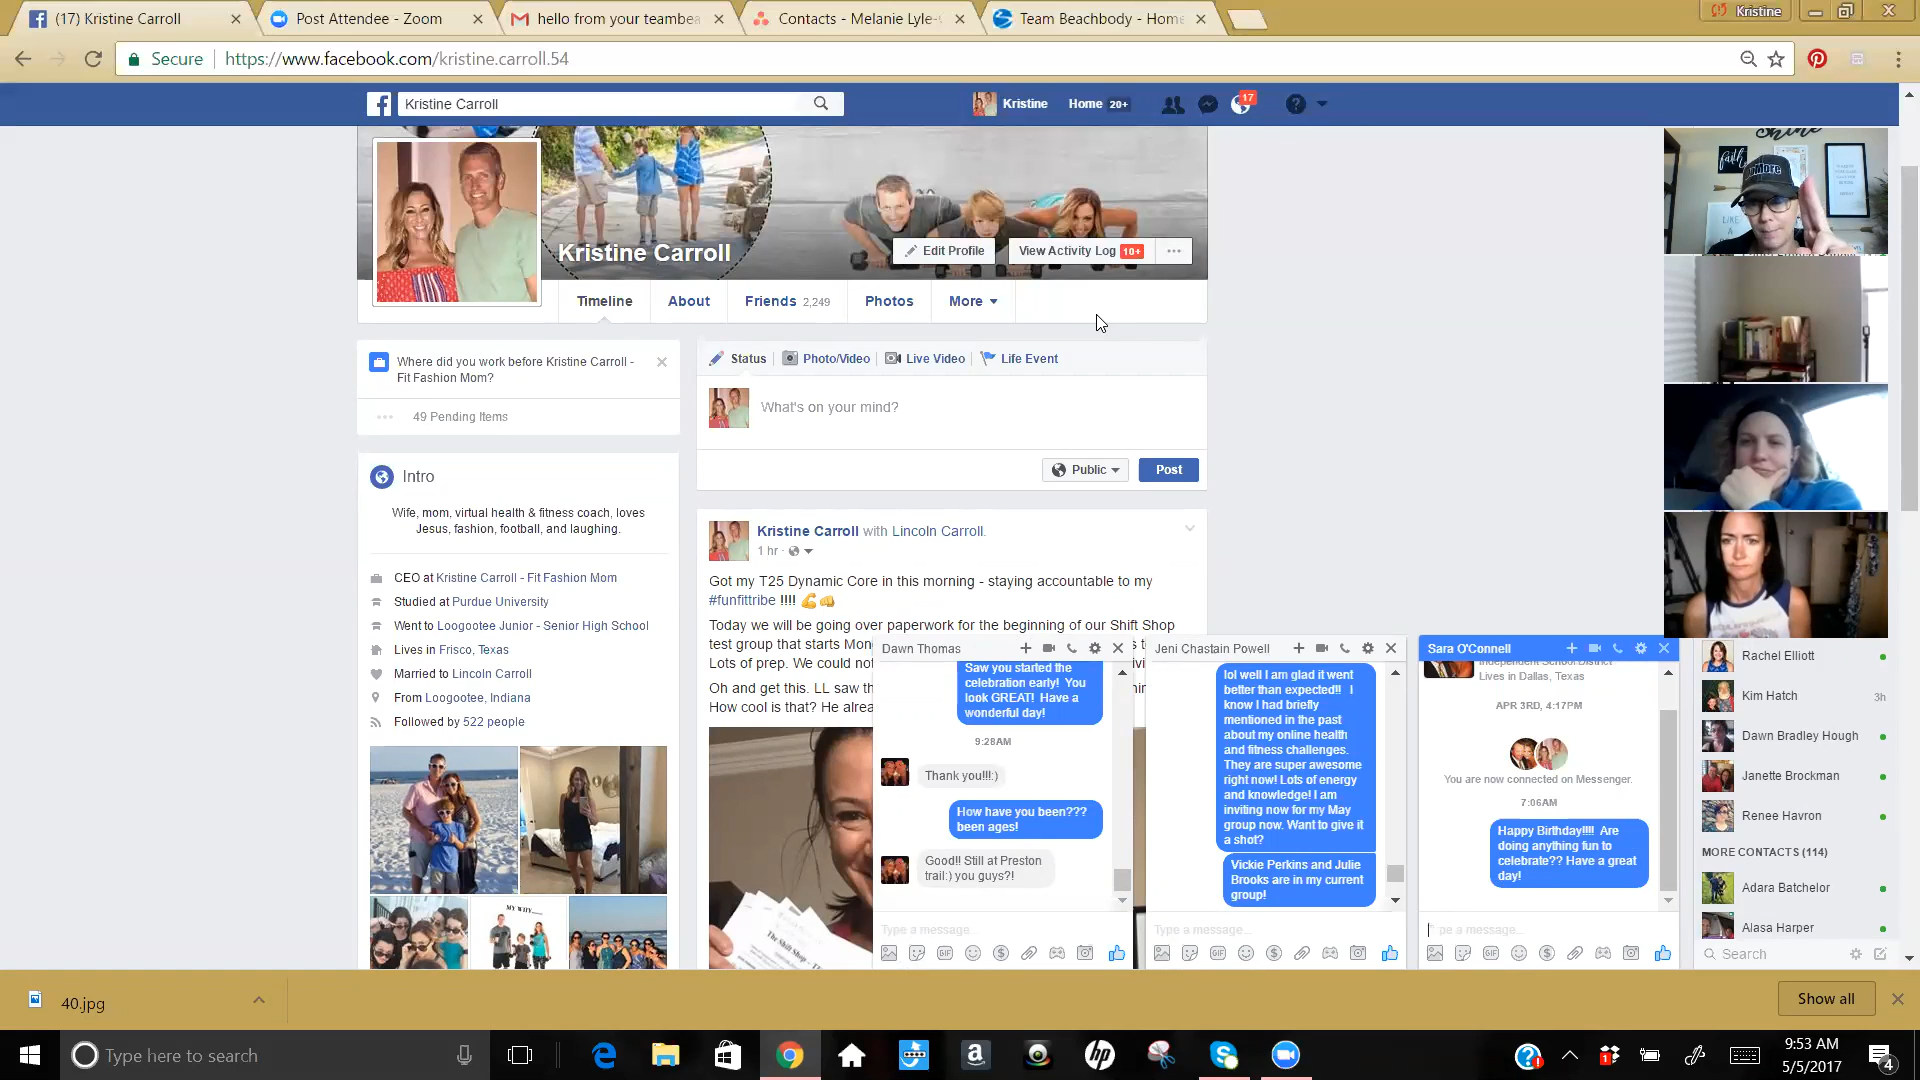 (17) Kristine Carroll
Post Attendee - Zoom
hello from your teambea
Contacts - Melanie Lyle-
Team Beachbody - Home
Kristine
Secure
https://www.facebook.com/kristine.carroll.54
Kristine Carroll
Kristine
Home 20+
17
Kristine Carroll
Edit Profile
View Activity Log 10+
Timeline
About
Friends 2,249
Photos
More
Where did you work before Kristine Carroll -
Fit Fashion Mom?
49 Pending Items
Status
Photo/Video
Live Video
Life Event
What's on your mind?
Public
Post
Intro
Wife, mom, virtual health & fitness coach, loves
Jesus, fashion, football, and laughing.
CEO at Kristine Carroll - Fit Fashion Mom
Studied at Purdue University
Went to Loogootee Junior - Senior High School
Lives in Frisco, Texas
Married to Lincoln Carroll
From Loogootee, Indiana
Followed by 522 people
MY WIFE
Kristine Carroll with Lincoln Carroll.
1 hr
Got my T25 Dynamic Core in this morning - staying accountable to my
#funfittribe !!!!
Today we will be going over paperwork for the beginning of our Shift Shop
test group that starts Mon
Lots of prep. We could not
Oh and get this. LL saw th
How cool is that? He alrea
The Shift Shop
Dawn Thomas
Saw you started the
celebration early! You
look GREAT! Have a
wonderful day!
9:28AM
Thank you!!!:)
How have you been???
been ages!
Good!! Still at Preston
trail:) you guys?!
Type a message...
Jeni Chastain Powell
lol well I am glad it went
better than expected!! I
know I had briefly
mentioned in the past
about my online health
and fitness challenges.
They are super awesome
right now! Lots of energy
and knowledge! I am
inviting now for my May
group now. Want to give it
a shot?
Vickie Perkins and Julie
Brooks are in my current
group!
Type a message...
Sara O'Connell
Independent School District
Lives in Dallas, Texas
APR 3RD, 4:17PM
You are now connected on Messenger.
7:06AM
Happy Birthday!!!! Are
doing anything fun to
celebrate?? Have a great
day!
Type a message...
Shine
faith
More
Rachel Elliott
Kim Hatch 3h
Dawn Bradley Hough
Janette Brockman
Renee Havron
MORE CONTACTS (114)
Adara Batchelor
Alasa Harper
Search
40.jpg
Show all
Type here to search
9:53 AM
5/5/2017
4